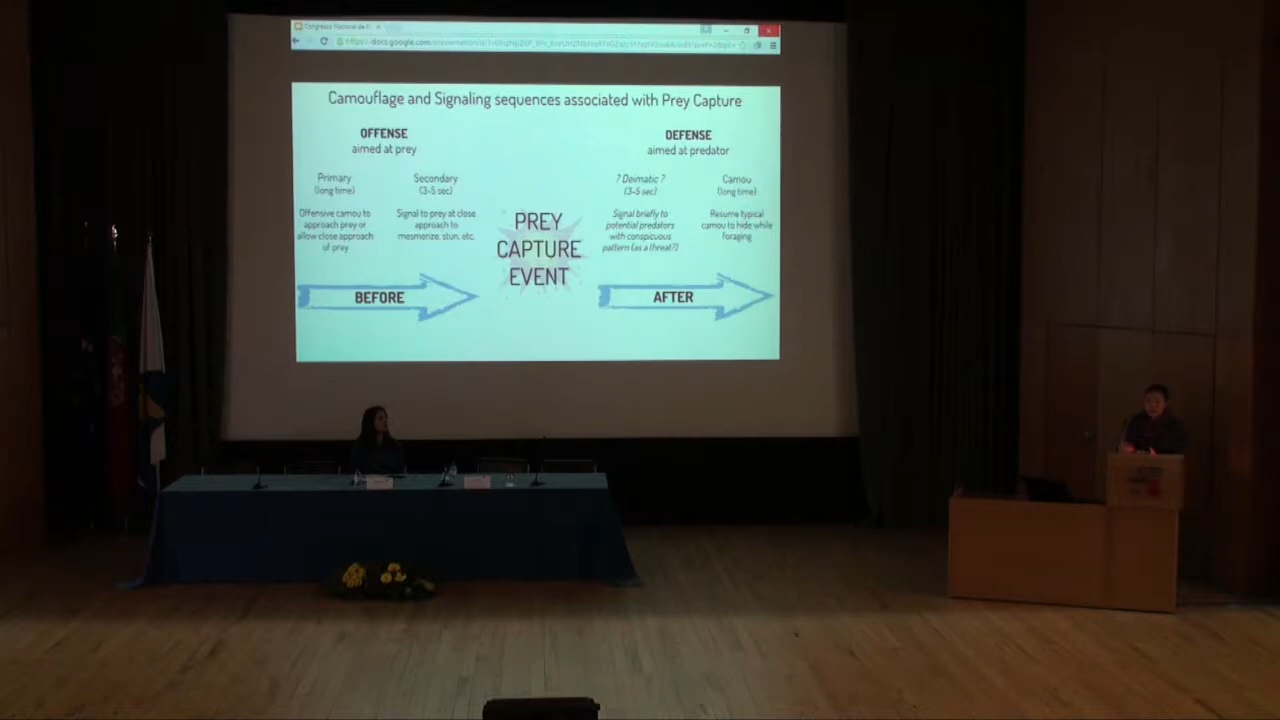 Congresso Nacional de
Camouflage and Signaling sequences associated with Prey Capture
OFFENSE
aimed at prey
Primary
(long time)
Offensive camou to
approach prey or
allow close approach
of prey
Secondary
(3-5 sec)
Signal to prey at close
approach to
mesmerize, stun, etc.
BEFORE
PREY
CAPTURE
EVENT
DEFENSE
aimed at predator
? Deimatic ?
(3-5 sec)
Signal briefly to
potential predators
with conspicuous
pattern (as a threat?)
Camou
(long time)
Resume typical
camou to hide while
foraging
AFTER